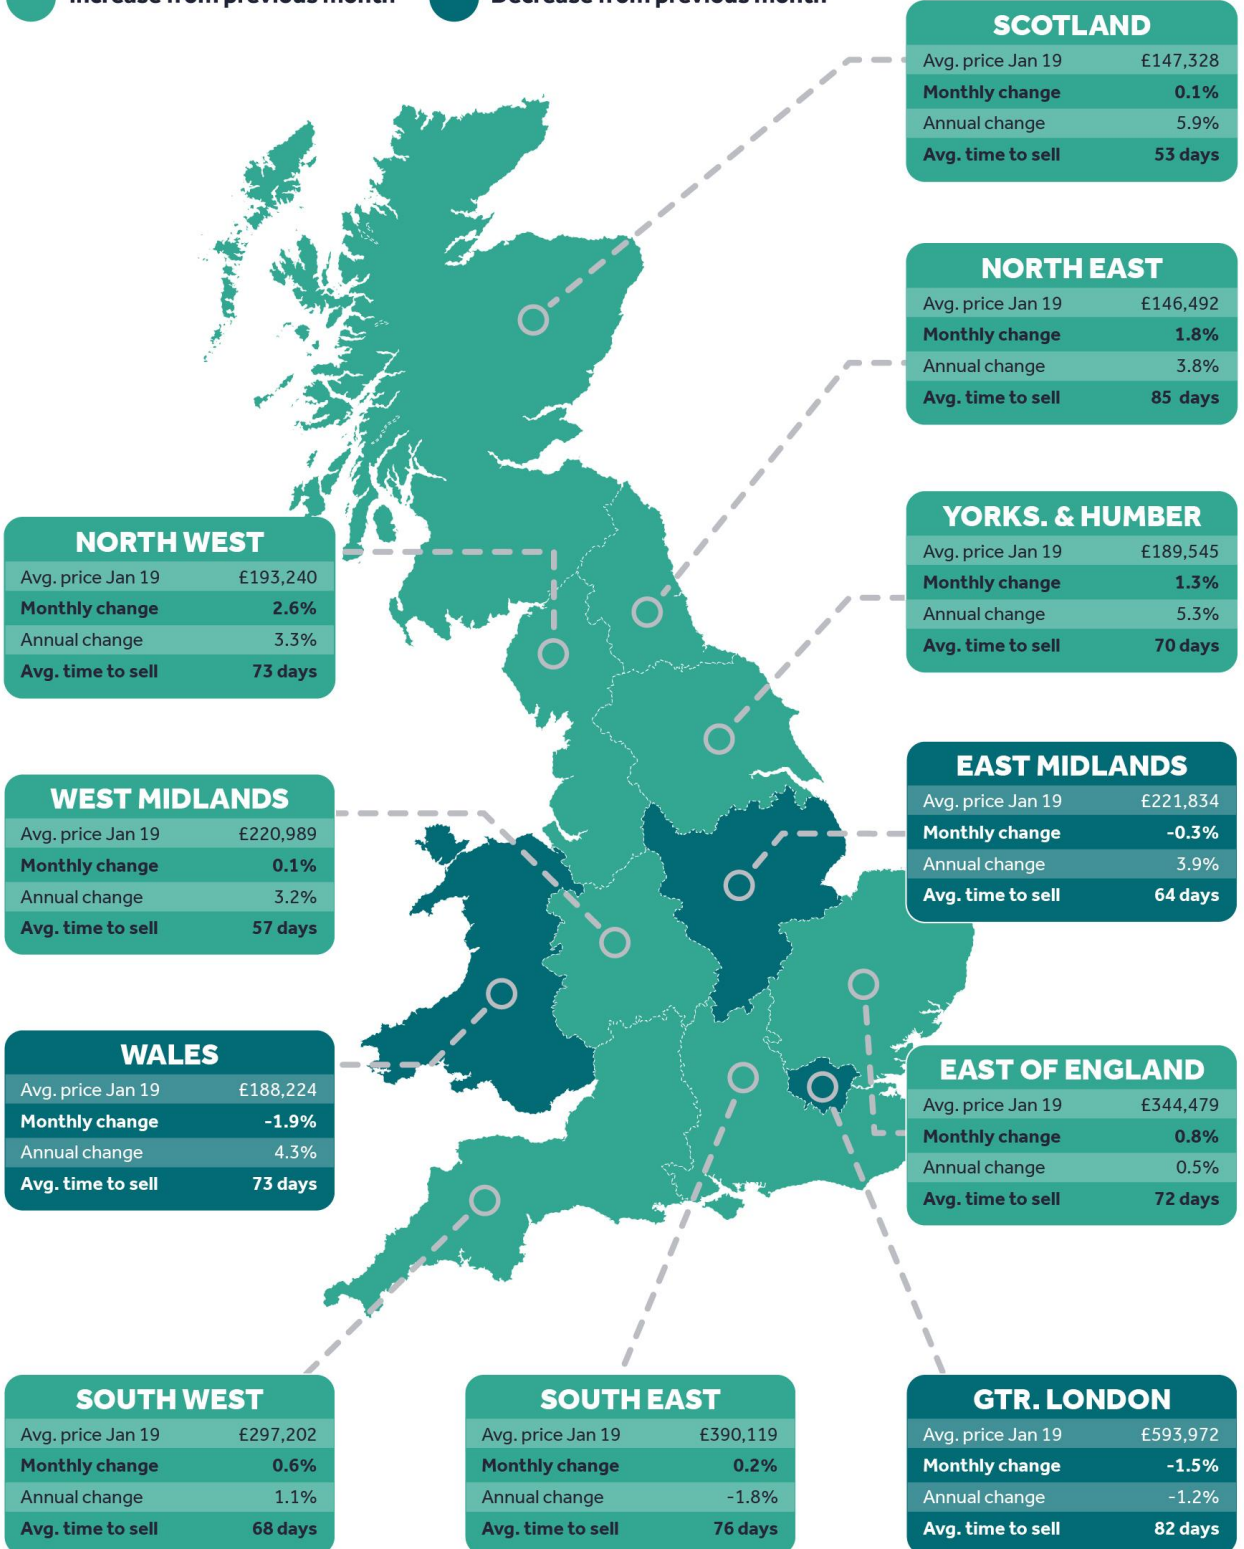 Increase from previous month Decrease from previous month
SCOTLAND
Avg. price Jan 19 £147,328
Monthly change 0.1%
Annual change 5.9%
Avg. time to sell 53 days
NORTH EAST
Avg. price Jan 19 £146,492
Monthly change 1.8%
Annual change 3.8%
Avg. time to sell 85 days
NORTH WEST
Avg. price Jan 19 £193,240
Monthly change 2.6%
Annual change 3.3%
Avg. time to sell 73 days
YORKS. & HUMBER
Avg. price Jan 19 £189,545
Monthly change 1.3%
Annual change 5.3%
Avg. time to sell 70 days
WEST MIDLANDS
Avg. price Jan 19 £220,989
Monthly change 0.1%
Annual change 3.2%
Avg. time to sell 57 days
EAST MIDLANDS
Avg. price Jan 19 £221,834
Monthly change -0.3%
Annual change 3.9%
Avg. time to sell 64 days
WALES
Avg. price Jan 19 £188,224
Monthly change -1.9%
Annual change 4.3%
Avg. time to sell 73 days
EAST OF ENGLAND
Avg. price Jan 19 £344,479
Monthly change 0.8%
Annual change 0.5%
Avg. time to sell 72 days
SOUTH WEST
Avg. price Jan 19 £297,202
Monthly change 0.6%
Annual change 1.1%
Avg. time to sell 68 days
SOUTH EAST
Avg. price Jan 19 £390,119
Monthly change 0.2%
Annual change -1.8%
Avg. time to sell 76 days
GTR. LONDON
Avg. price Jan 19 £593,972
Monthly change -1.5%
Annual change -1.2%
Avg. time to sell 82 days